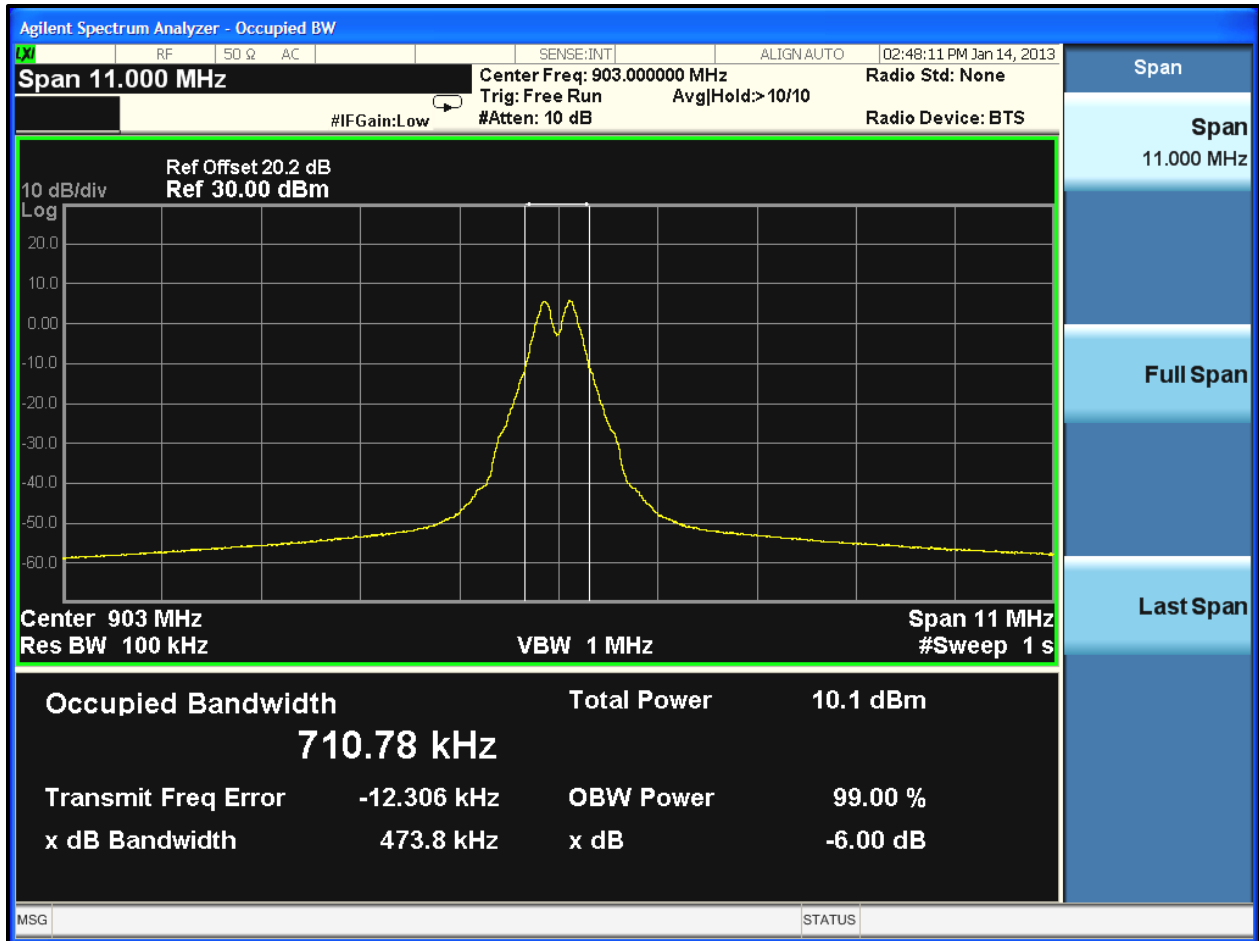 Agilent Spectrum Analyzer - Occupied BW
LXI RF 50 Ω AC SENSE:INT ALIGN AUTO 02:48:11 PM Jan 14, 2013
Span 11.000 MHz
Center Freq: 903.000000 MHz
Radio Std: None
Trig: Free Run Avg|Hold:>10/10
#IFGain:Low
#Atten: 10 dB
Radio Device: BTS
Span
Span
11.000 MHz
Full Span
Last Span
Ref Offset 20.2 dB
10 dB/div Ref 30.00 dBm
Log
20.0
10.0
0.00
-10.0
-20.0
-30.0
-40.0
-50.0
-60.0
Center 903 MHz Span 11 MHz
Res BW 100 kHz VBW 1 MHz #Sweep 1 s
Occupied Bandwidth Total Power 10.1 dBm
710.78 kHz
Transmit Freq Error -12.306 kHz OBW Power 99.00 %
x dB Bandwidth 473.8 kHz x dB -6.00 dB
MSG STATUS